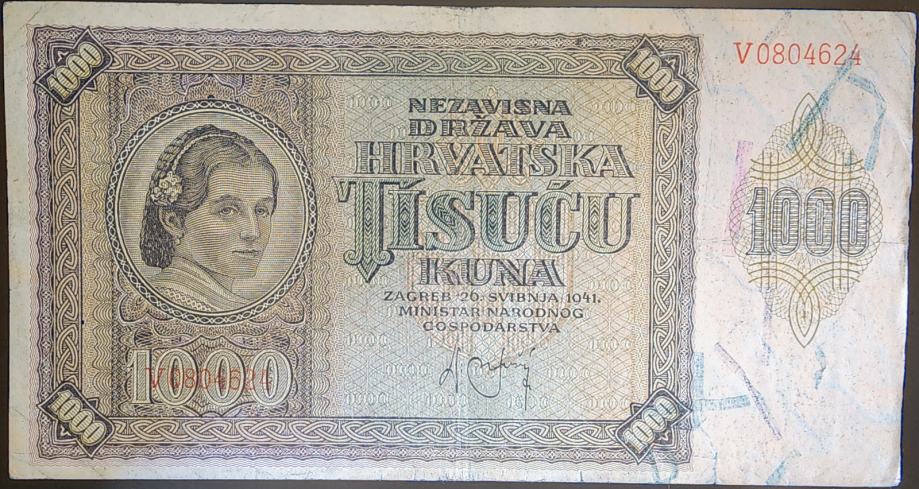 1000
1000
V0804624
NEZAVISNA
DRŽAVA
HRVATSKA
TISUĆU
KUNA
1000
ZAGREB 26. SVIBNJA 1941.
MINISTAR NARODNOG
GOSPODARSTVA
1000
V0804624
1000
1000